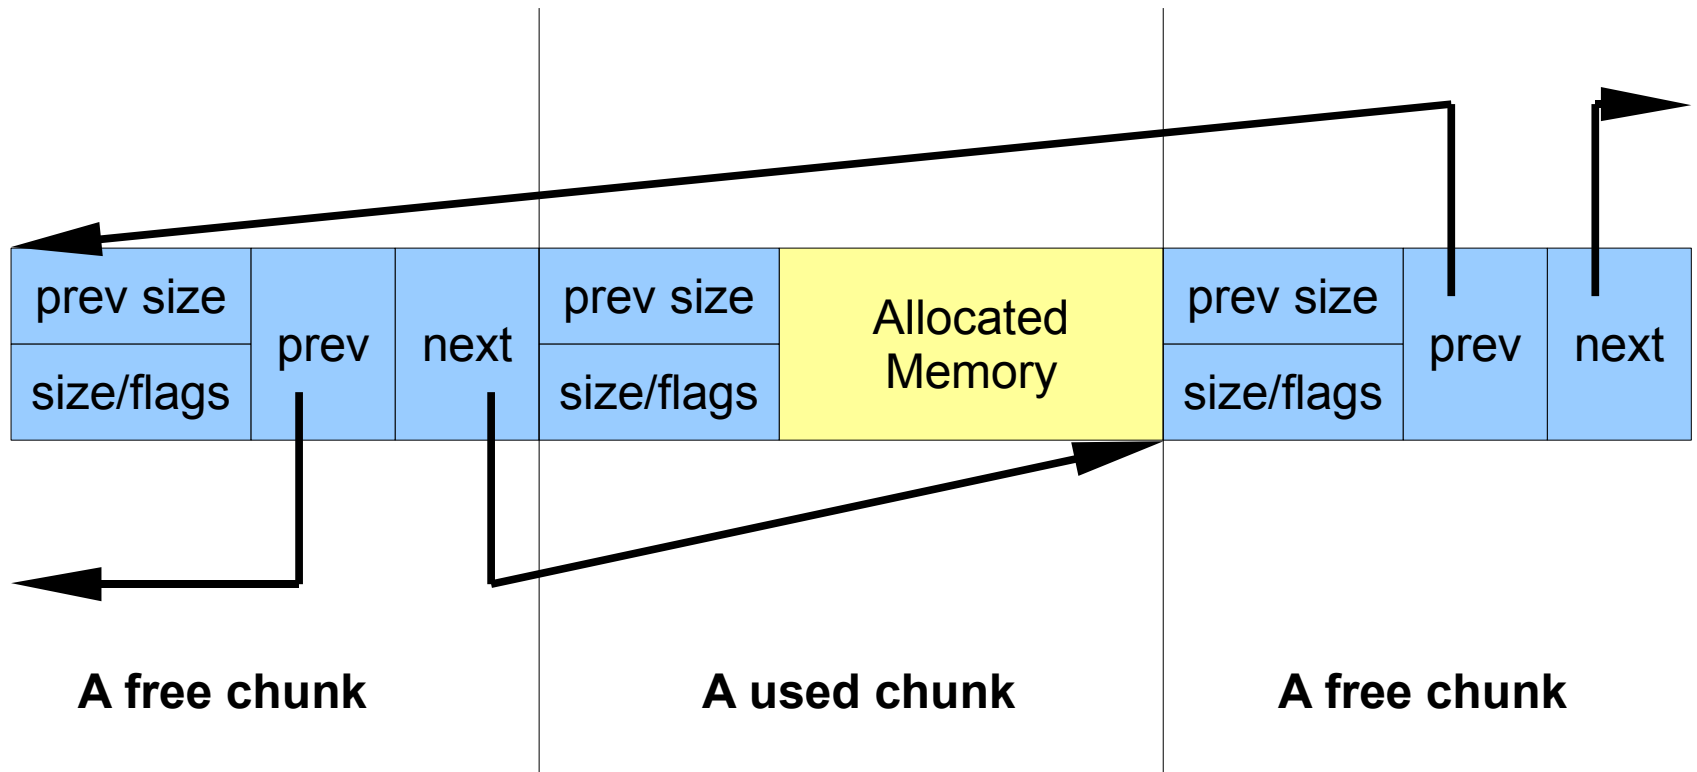 prev size
size/flags
prev
next
prev size
size/flags
Allocated
Memory
prev size
size/flags
prev
next
A free chunk
A used chunk
A free chunk